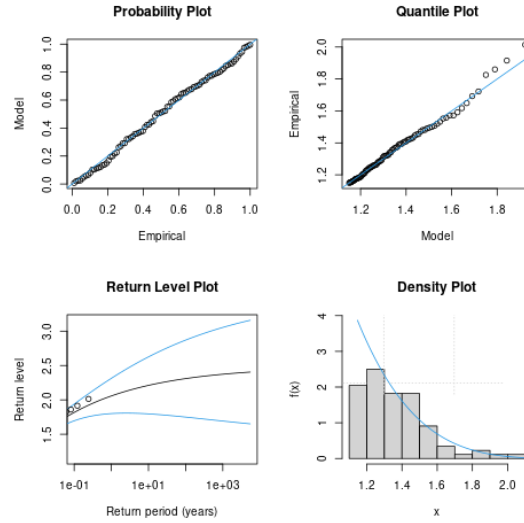 Probability Plot
Model
0.0 0.2 0.4 0.6 0.8 1.0
0.0 0.2 0.4 0.6 0.8 1.0
Empirical
Quantile Plot
Empirical
1.2 1.4 1.6 1.8 2.0
1.2 1.4 1.6 1.8
Model
Return Level Plot
Return level
1.5 2.0 2.5 3.0
1e-01 1e+01 1e+03
Return period (years)
Density Plot
f(x)
0 1 2 3 4
1.2 1.4 1.6 1.8 2.0
x